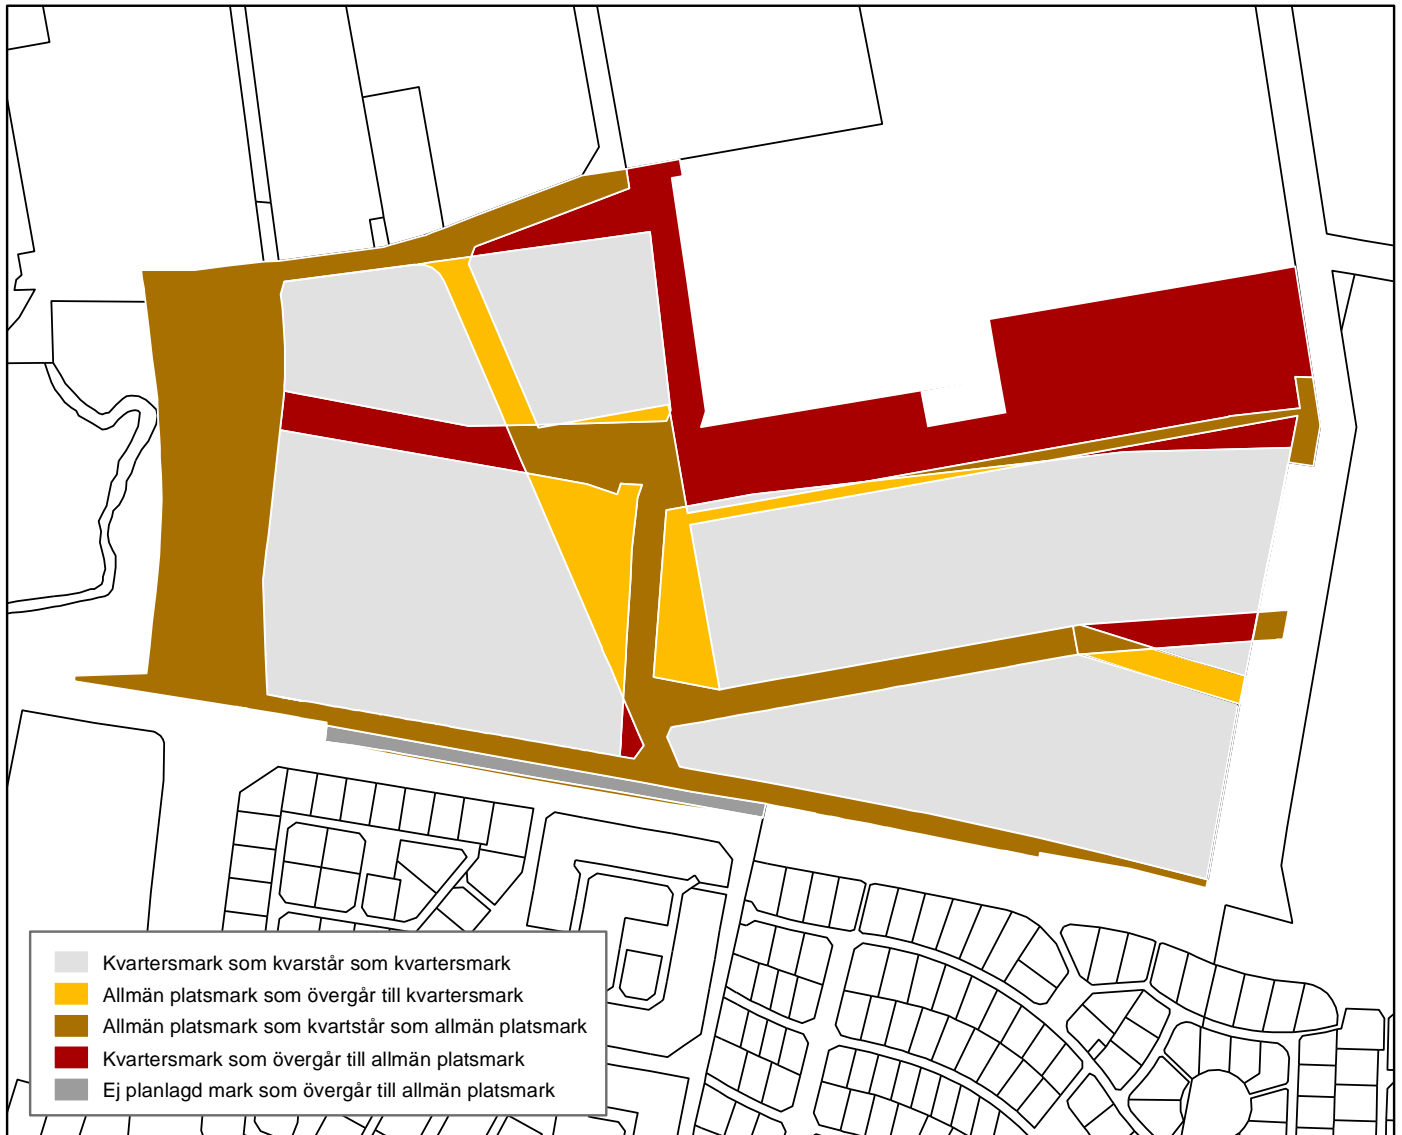 Kvartersmark som kvarstår som kvartersmark
Allmän platsmark som övergår till kvartersmark
Allmän platsmark som kvartstår som allmän platsmark
Kvartersmark som övergår till allmän platsmark
Ej planlagd mark som övergår till allmän platsmark